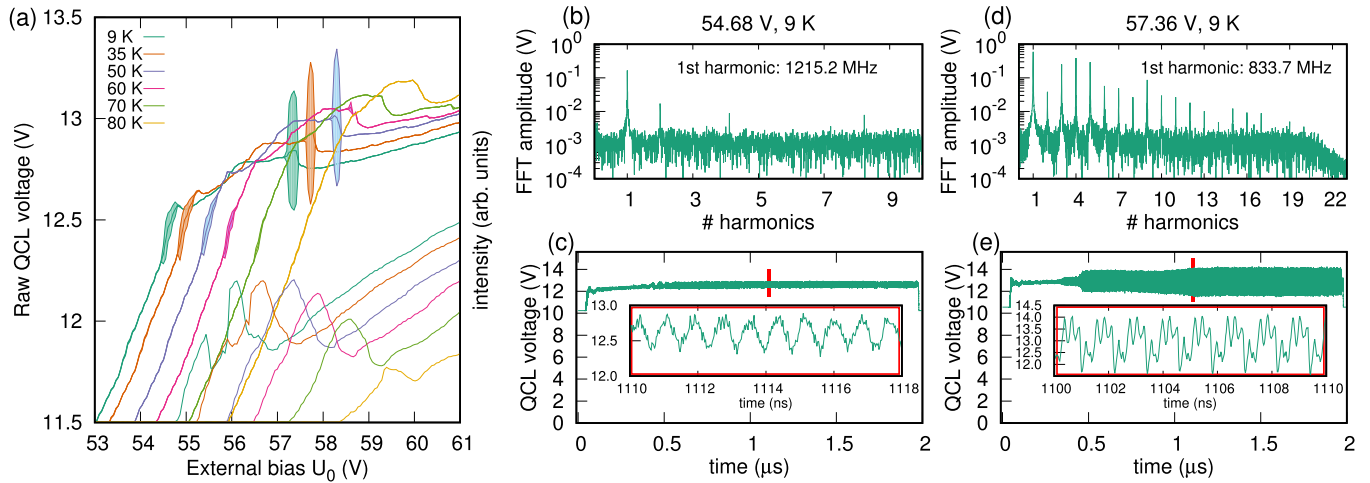 (a)
13.5
13.0
12.5
12.0
11.5
Raw QCL voltage (V)
9 K
35 K
50 K
60 K
70 K
80 K
intensity (arb. units)
53 54 55 56 57 58 59 60 61
External bias U0 (V)
(b)
54.68 V, 9 K
10^0
10^-1
10^-2
10^-3
10^-4
FFT amplitude (V)
1st harmonic: 1215.2 MHz
1 3 5 7 9
# harmonics
(c)
14
12
10
8
6
4
2
0
QCL voltage (V)
13.0
12.5
12.0
1110 1112 1114 1116 1118
time (ns)
0 0.5 1 1.5 2
time (μs)
(d)
57.36 V, 9 K
10^0
10^-1
10^-2
10^-3
10^-4
FFT amplitude (V)
1st harmonic: 833.7 MHz
1 4 7 10 13 16 19 22
# harmonics
(e)
14
12
10
8
6
4
2
0
QCL voltage (V)
14.5
14.0
13.0
12.0
1100 1102 1104 1106 1108 1110
time (ns)
0 0.5 1 1.5 2
time (μs)